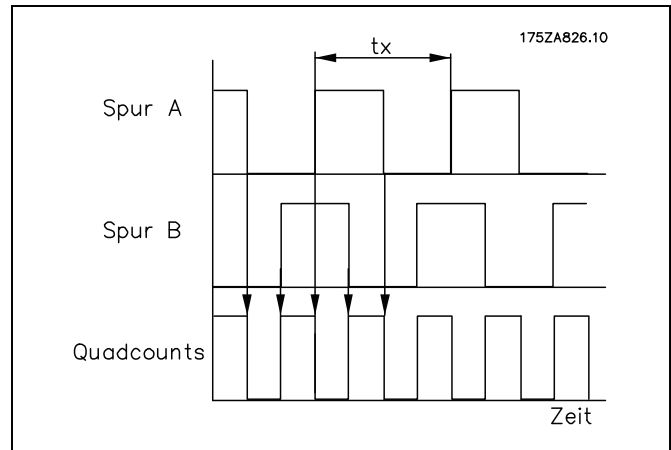 175ZA826.10
tx
Spur A
Spur B
Quadcounts
Zeit